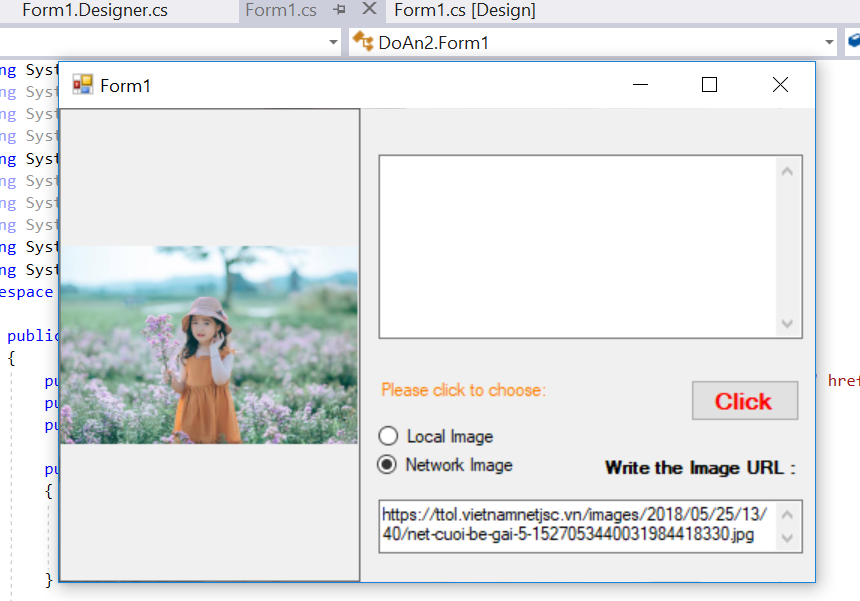 Form1.Designer.cs
Form1.cs
Form1.cs [Design]
DoAn2.Form1
ng Syst
ng Syst
ng Syst
ng Syst
ng Syst
ng Syst
ng Syst
ng Syst
ng Syst
ng Syst
espace
public
{
pu
pu
pu
pu
{
}
' href
Form1
Please click to choose:
Click
Local Image
Network Image
Write the Image URL :
https://ttol.vietnamnetjsc.vn/images/2018/05/25/13/
40/net-cuoi-be-gai-5-1527053440031984418330.jpg